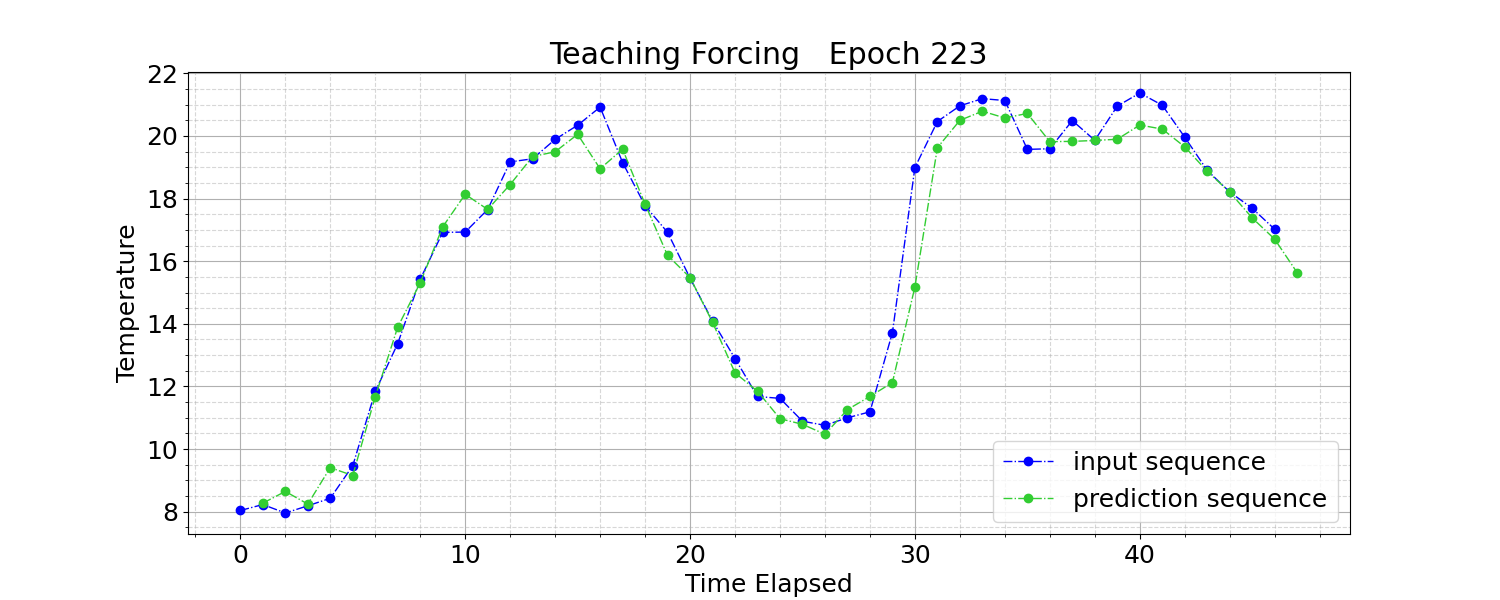 Teaching Forcing   Epoch 223
22
20
18
16
14
12
10
8
Temperature
0 10 20 30 40
Time Elapsed
input sequence
prediction sequence